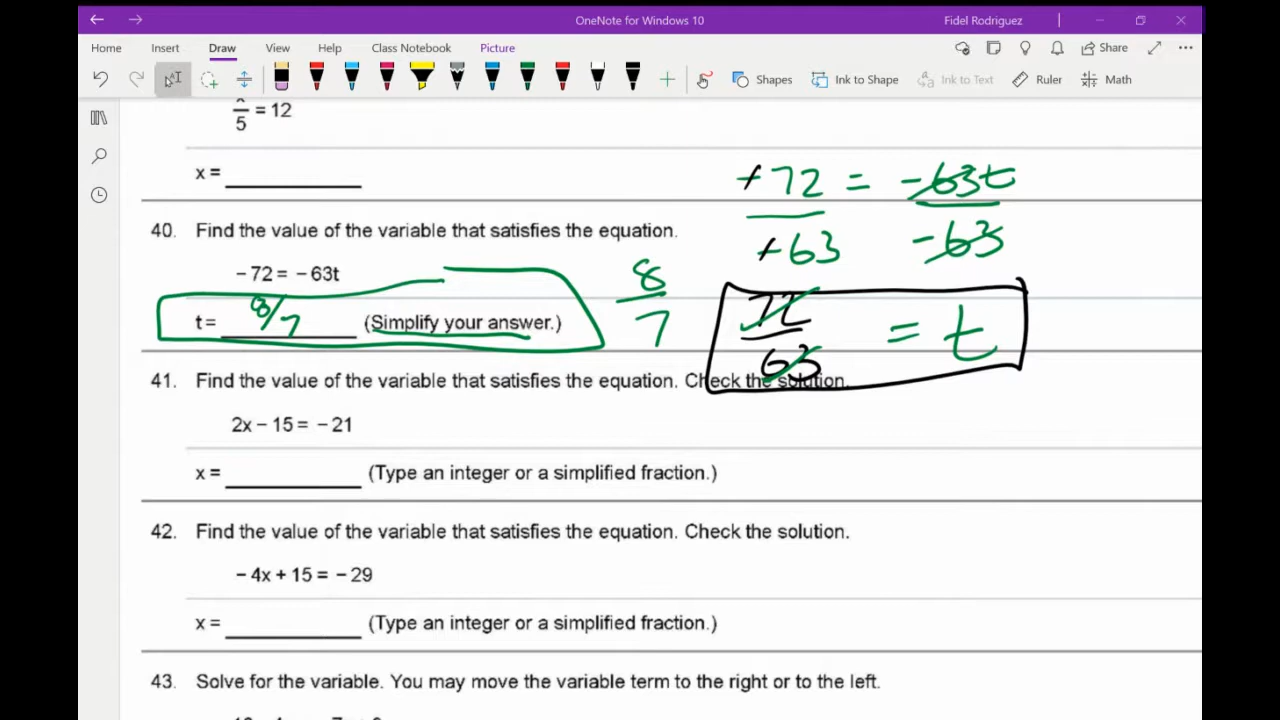 OneNote for Windows 10
Fidel Rodriguez
Home Insert Draw View Help Class Notebook Picture Share
Shapes Ink to Shape Ink to Text Ruler Math
5 = 12
x =
40. Find the value of the variable that satisfies the equation.
- 72 = - 63t
t = 8/7 (Simplify your answer.)
8
7
+72 = -63t
+63 -63
72
63 = t
41. Find the value of the variable that satisfies the equation. Check the solution.
2x - 15 = - 21
x = (Type an integer or a simplified fraction.)
42. Find the value of the variable that satisfies the equation. Check the solution.
- 4x + 15 = - 29
x = (Type an integer or a simplified fraction.)
43. Solve for the variable. You may move the variable term to the right or to the left.